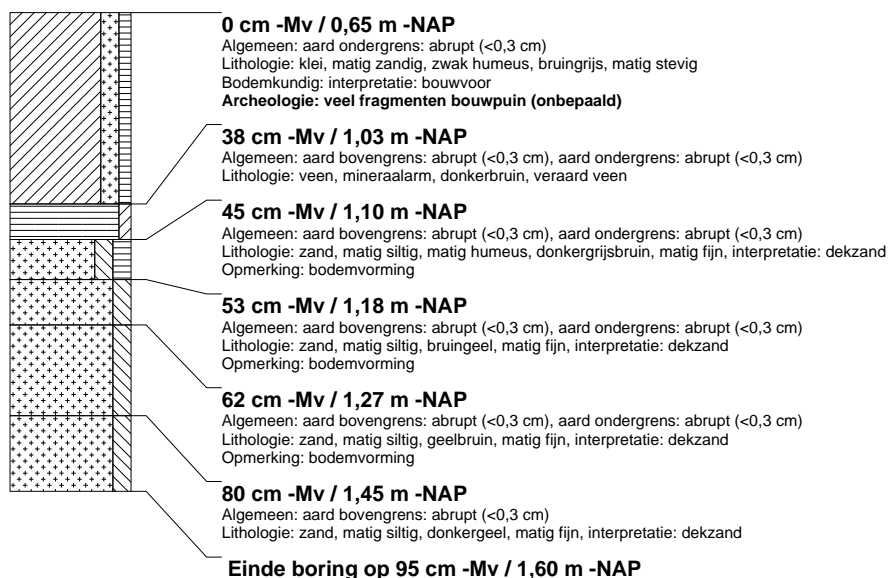 0 cm -Mv / 0,65 m -NAP
Algemeen: aard ondergrens: abrupt (<0,3 cm)
Lithologie: klei, matig zandig, zwak humeus, bruingrijs, matig stevig
Bodemkundig: interpretatie: bouwvoor
Archeologie: veel fragmenten bouwpuin (onbepaald)
38 cm -Mv / 1,03 m -NAP
Algemeen: aard bovengrens: abrupt (<0,3 cm), aard ondergrens: abrupt (<0,3 cm)
Lithologie: veen, mineraalarm, donkerbruin, veraard veen
45 cm -Mv / 1,10 m -NAP
Algemeen: aard bovengrens: abrupt (<0,3 cm), aard ondergrens: abrupt (<0,3 cm)
Lithologie: zand, matig siltig, matig humeus, donkergrijsbruin, matig fijn, interpretatie: dekzand
Opmerking: bodemvorming
53 cm -Mv / 1,18 m -NAP
Algemeen: aard bovengrens: abrupt (<0,3 cm), aard ondergrens: abrupt (<0,3 cm)
Lithologie: zand, matig siltig, bruingeel, matig fijn, interpretatie: dekzand
Opmerking: bodemvorming
62 cm -Mv / 1,27 m -NAP
Algemeen: aard bovengrens: abrupt (<0,3 cm), aard ondergrens: abrupt (<0,3 cm)
Lithologie: zand, matig siltig, geelbruin, matig fijn, interpretatie: dekzand
Opmerking: bodemvorming
80 cm -Mv / 1,45 m -NAP
Algemeen: aard bovengrens: abrupt (<0,3 cm)
Lithologie: zand, matig siltig, donkergeel, matig fijn, interpretatie: dekzand
Einde boring op 95 cm -Mv / 1,60 m -NAP